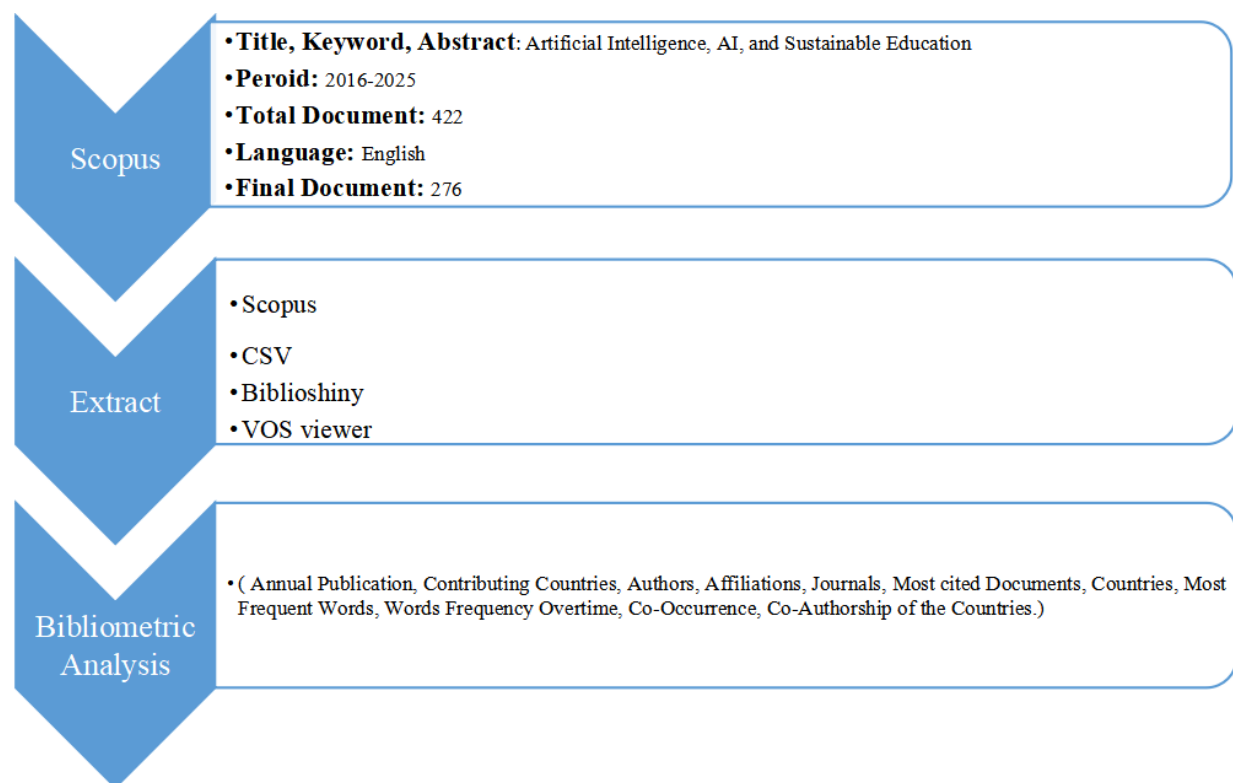 Scopus
•Title, Keyword, Abstract: Artificial Intelligence, AI, and Sustainable Education
•Peroid: 2016-2025
•Total Document: 422
•Language: English
•Final Document: 276
Extract
•Scopus
•CSV
•Biblioshiny
•VOS viewer
Bibliometric
Analysis
•( Annual Publication, Contributing Countries, Authors, Affiliations, Journals, Most cited Documents, Countries, Most
Frequent Words, Words Frequency Overtime, Co-Occurrence, Co-Authorship of the Countries.)